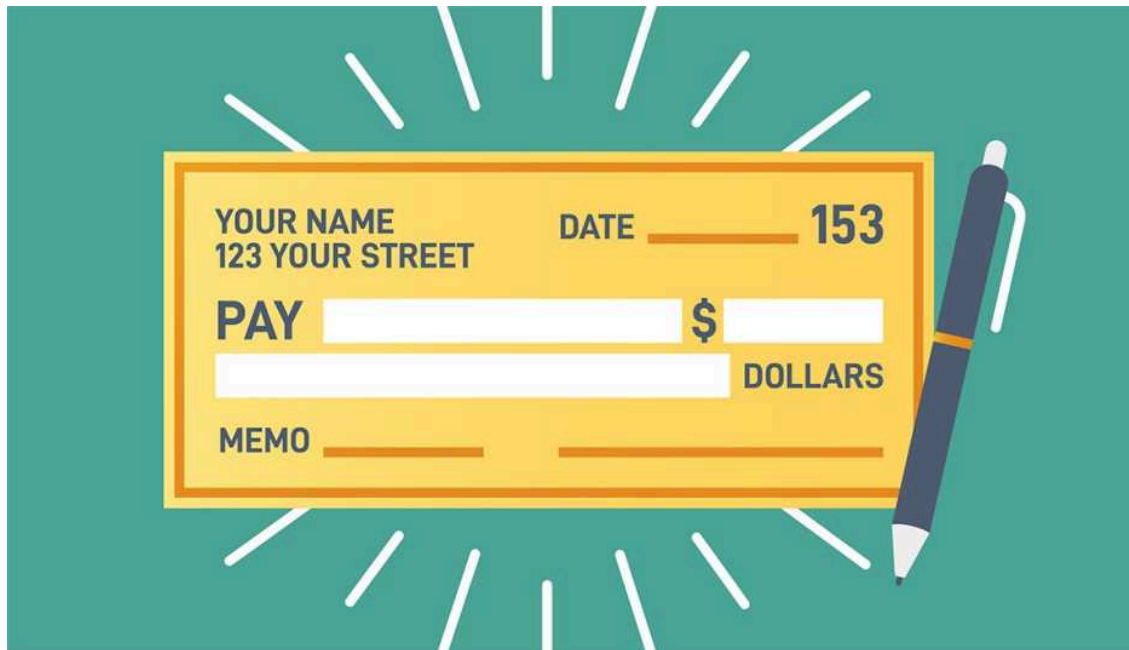 YOUR NAME
123 YOUR STREET
DATE 153
PAY $
DOLLARS
MEMO